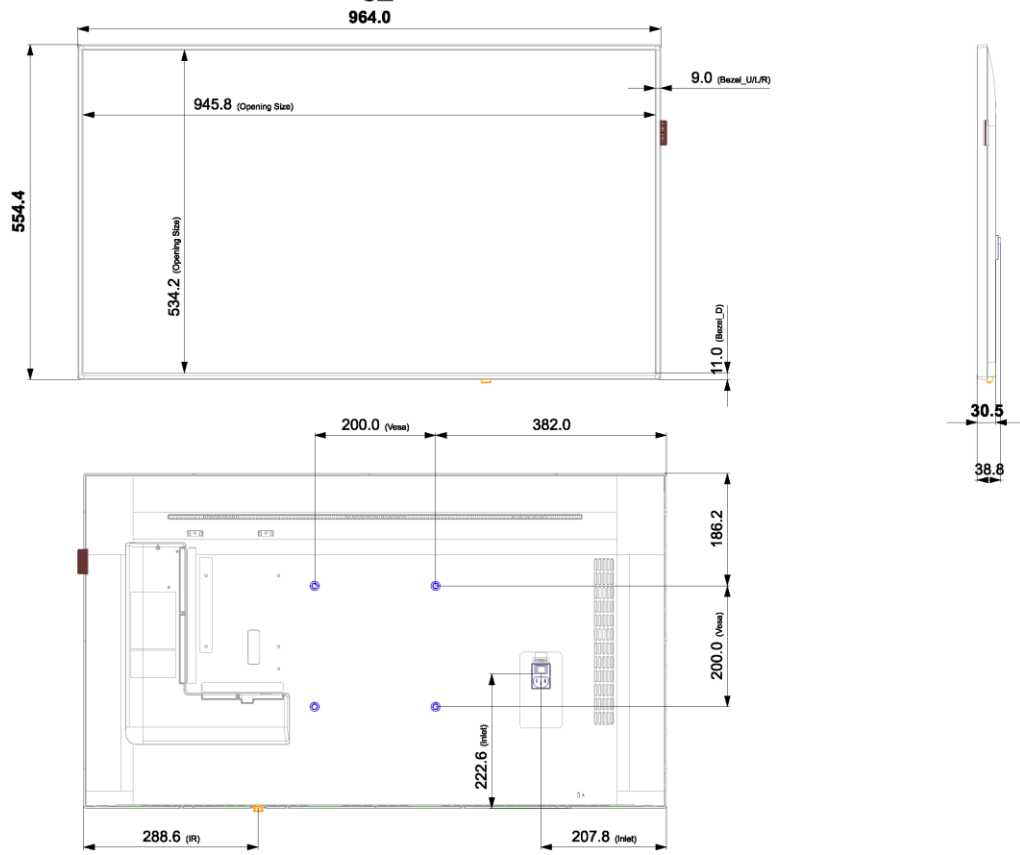 964.0
9.0 (Bezel_U/L/R)
945.8 (Opening Size)
554.4
534.2 (Opening Size)
11.0 (Bezel_D)
30.5
38.8
200.0 (Vesa)
382.0
186.2
200.0 (Vesa)
222.6 (Inlet)
288.6 (IR)
207.8 (Inlet)